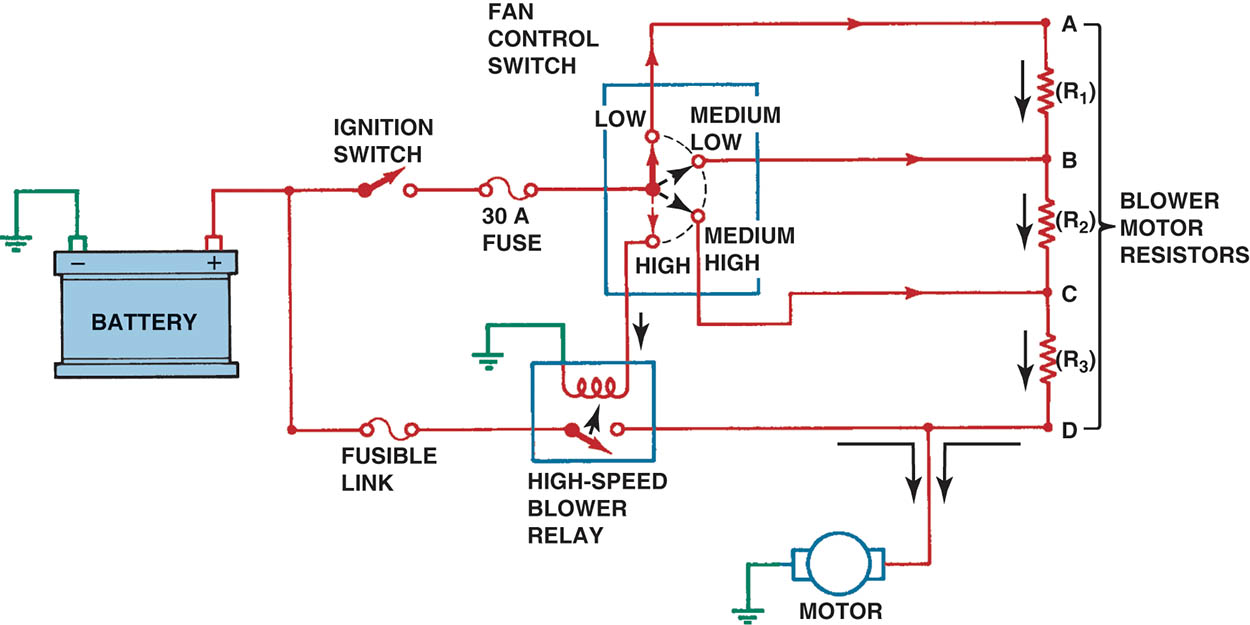 FAN
CONTROL
SWITCH
A
LOW
MEDIUM
LOW
(R1)
IGNITION
SWITCH
B
30 A
FUSE
BLOWER
MOTOR
RESISTORS
(R2)
MEDIUM
HIGH
HIGH
− +
BATTERY
C
(R3)
D
FUSIBLE
LINK
HIGH-SPEED
BLOWER
RELAY
MOTOR